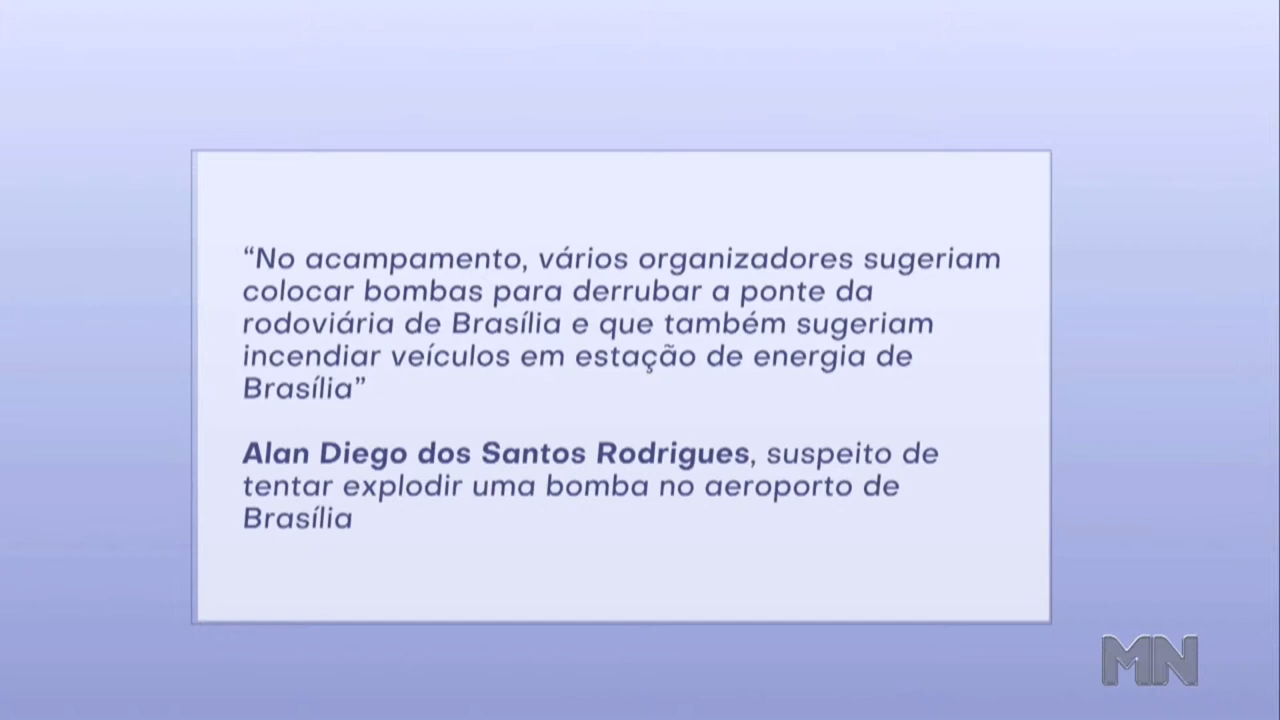 “No acampamento, vários organizadores sugeriam
colocar bombas para derrubar a ponte da
rodoviária de Brasília e que também sugeriam
incendiar veículos em estação de energia de
Brasília”
Alan Diego dos Santos Rodrigues, suspeito de
tentar explodir uma bomba no aeroporto de
Brasília
MN